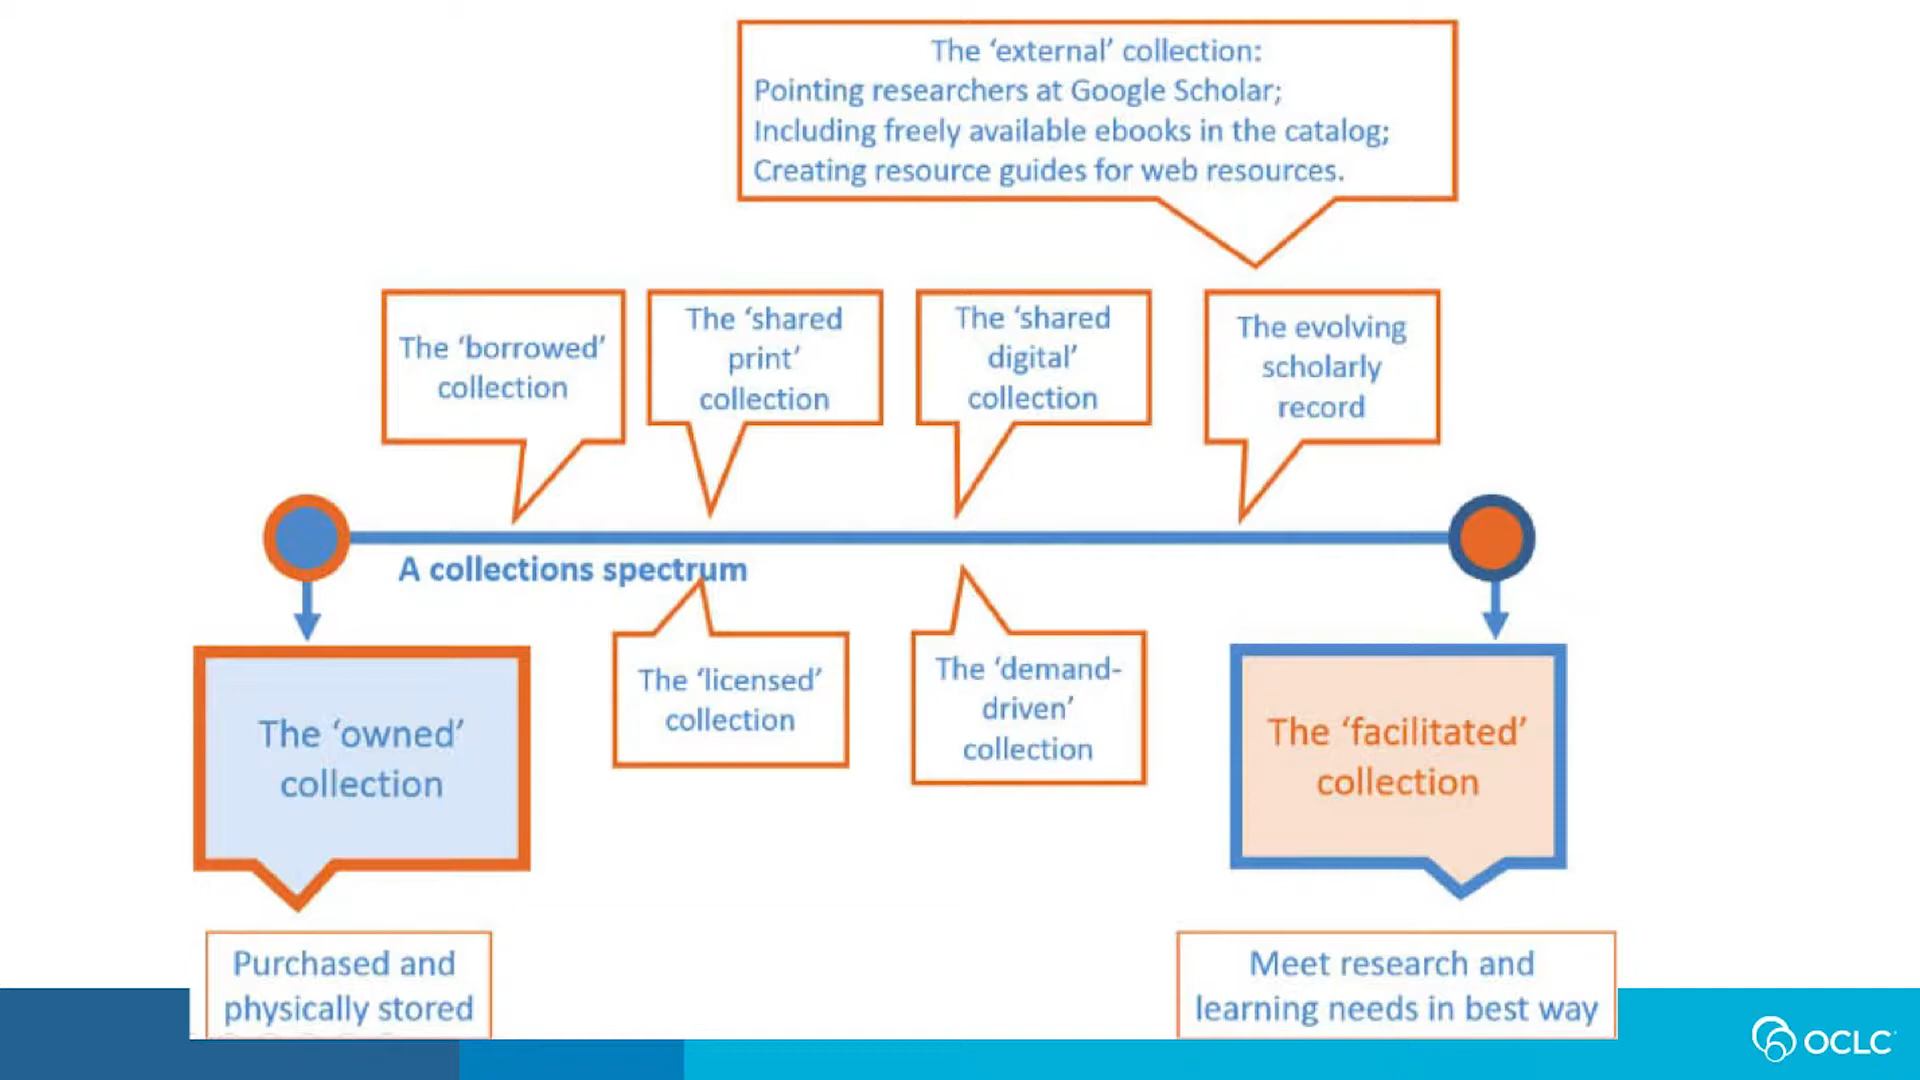 The ‘external’ collection:
Pointing researchers at Google Scholar;
Including freely available ebooks in the catalog;
Creating resource guides for web resources.
The ‘borrowed’
collection
The ‘shared
print’
collection
The ‘shared
digital’
collection
The evolving
scholarly
record
A collections spectrum
The ‘owned’
collection
The ‘licensed’
collection
The ‘demand-
driven’
collection
The ‘facilitated’
collection
Purchased and
physically stored
Meet research and
learning needs in best way
OCLC